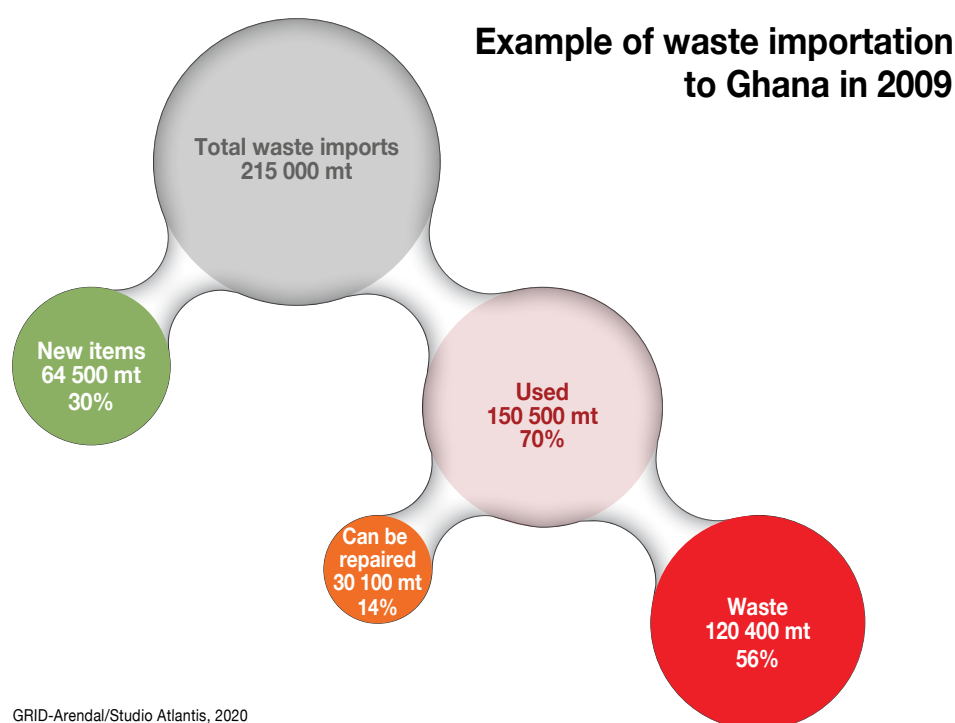 Example of waste importation
to Ghana in 2009
Total waste imports
215 000 mt
New items
64 500 mt
30%
Used
150 500 mt
70%
Can be
repaired
30 100 mt
14%
Waste
120 400 mt
56%
GRID-Arendal/Studio Atlantis, 2020